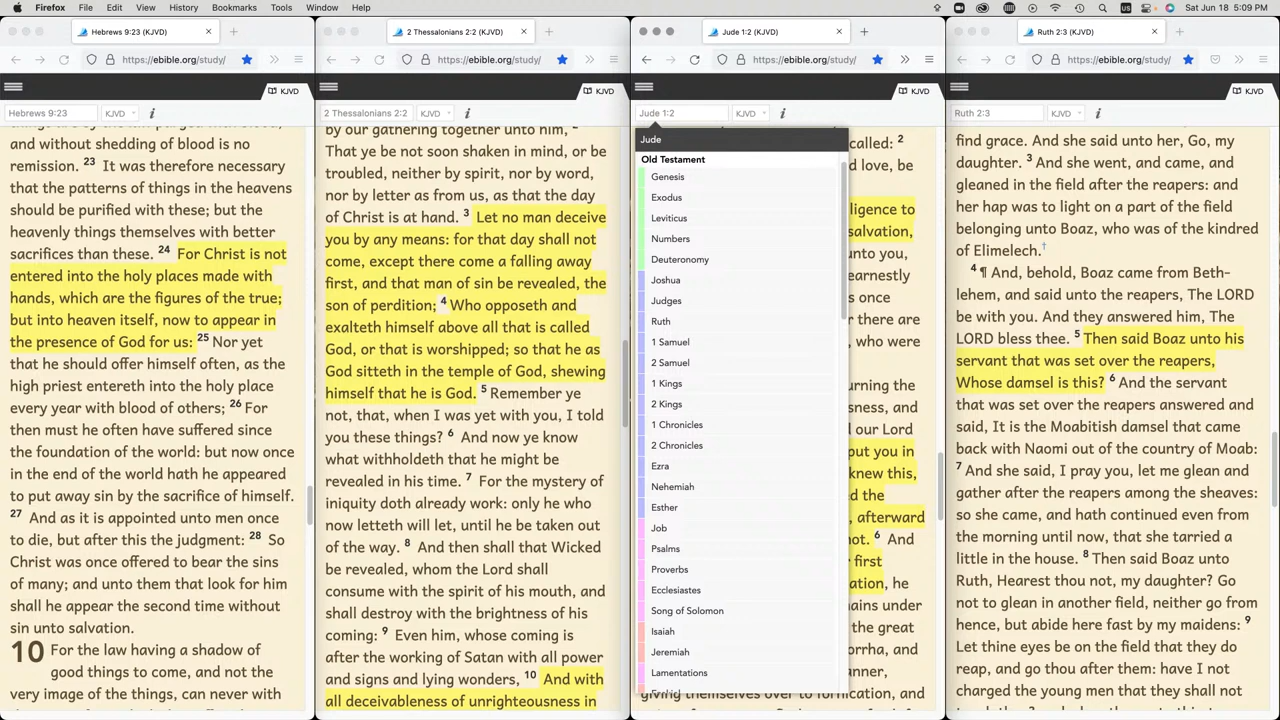 Firefox File Edit View History Bookmarks Tools Window Help
US
Sat Jun 18 5:09 PM
Hebrews 9:23 (KJVD)
https://ebible.org/study/
KJVD
Hebrews 9:23
KJVD
i
things are by the law purged with blood,
and without shedding of blood is no
remission. 23 It was therefore necessary
that the patterns of things in the heavens
should be purified with these; but the
heavenly things themselves with better
sacrifices than these. 24 For Christ is not
entered into the holy places made with
hands, which are the figures of the true;
but into heaven itself, now to appear in
the presence of God for us: 25 Nor yet
that he should offer himself often, as the
high priest entereth into the holy place
every year with blood of others; 26 For
then must he often have suffered since
the foundation of the world: but now once
in the end of the world hath he appeared
to put away sin by the sacrifice of himself.
27 And as it is appointed unto men once
to die, but after this the judgment: 28 So
Christ was once offered to bear the sins
of many; and unto them that look for him
shall he appear the second time without
sin unto salvation.
10 For the law having a shadow of
good things to come, and not the
very image of the things, can never with
2 Thessalonians 2:2 (KJVD)
https://ebible.org/study/
KJVD
2 Thessalonians 2:2
KJVD
i
by our gathering together unto him, 2
That ye be not soon shaken in mind, or be
troubled, neither by spirit, nor by word,
nor by letter as from us, as that the day
of Christ is at hand. 3 Let no man deceive
you by any means: for that day shall not
come, except there come a falling away
first, and that man of sin be revealed, the
son of perdition; 4 Who opposeth and
exalteth himself above all that is called
God, or that is worshipped; so that he as
God sitteth in the temple of God, shewing
himself that he is God. 5 Remember ye
not, that, when I was yet with you, I told
you these things? 6 And now ye know
what withholdeth that he might be
revealed in his time. 7 For the mystery of
iniquity doth already work: only he who
now letteth will let, until he be taken out
of the way. 8 And then shall that Wicked
be revealed, whom the Lord shall
consume with the spirit of his mouth, and
shall destroy with the brightness of his
coming: 9 Even him, whose coming is
after the working of Satan with all power
and signs and lying wonders, 10 And with
all deceivableness of unrighteousness in
Jude 1:2 (KJVD)
https://ebible.org/study/
KJVD
Jude 1:2
KJVD
i
Jude
Old Testament
Genesis
Exodus
Leviticus
Numbers
Deuteronomy
Joshua
Judges
Ruth
1 Samuel
2 Samuel
1 Kings
2 Kings
1 Chronicles
2 Chronicles
Ezra
Nehemiah
Esther
Job
Psalms
Proverbs
Ecclesiastes
Song of Solomon
Isaiah
Jeremiah
Lamentations
Ezekiel
called: 2
d love, be
ligence to
salvation,
unto you,
earnestly
s once
there are
, who were
urning the
sness, and
d our Lord
put you in
knew this,
d the
, afterward
not. 6 And
first
ation, he
ains under
the great
orrha, and
anner,
giving themselves over to fornication, and
Ruth 2:3 (KJVD)
https://ebible.org/study/
KJVD
Ruth 2:3
KJVD
i
find grace. And she said unto her, Go, my
daughter. 3 And she went, and came, and
gleaned in the field after the reapers: and
her hap was to light on a part of the field
belonging unto Boaz, who was of the kindred
of Elimelech.†
4 ¶ And, behold, Boaz came from Beth-
lehem, and said unto the reapers, The LORD
be with you. And they answered him, The
LORD bless thee. 5 Then said Boaz unto his
servant that was set over the reapers,
Whose damsel is this? 6 And the servant
that was set over the reapers answered and
said, It is the Moabitish damsel that came
back with Naomi out of the country of Moab:
7 And she said, I pray you, let me glean and
gather after the reapers among the sheaves:
so she came, and hath continued even from
the morning until now, that she tarried a
little in the house. 8 Then said Boaz unto
Ruth, Hearest thou not, my daughter? Go
not to glean in another field, neither go from
hence, but abide here fast by my maidens: 9
Let thine eyes be on the field that they do
reap, and go thou after them: have I not
charged the young men that they shall not